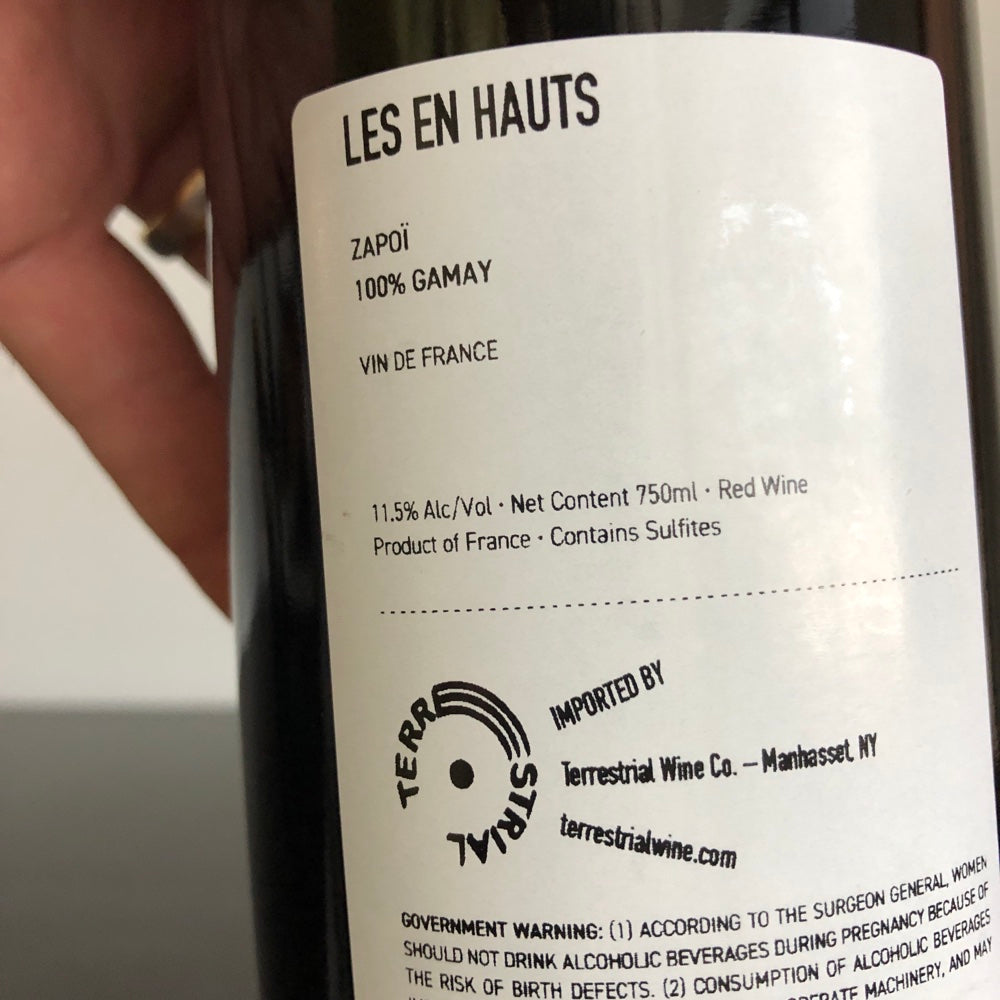 LES EN HAUTS
ZAPOÏ
100% GAMAY
VIN DE FRANCE
11.5% Alc/Vol · Net Content 750ml · Red Wine
Product of France · Contains Sulfites
TERRESTRIAL
IMPORTED BY
Terrestrial Wine Co. – Manhasset, NY
terrestrialwine.com
GOVERNMENT WARNING: (1) ACCORDING TO THE SURGEON GENERAL, WOMEN
SHOULD NOT DRINK ALCOHOLIC BEVERAGES DURING PREGNANCY BECAUSE OF
THE RISK OF BIRTH DEFECTS. (2) CONSUMPTION OF ALCOHOLIC BEVERAGES
MACHINERY, AND MAY